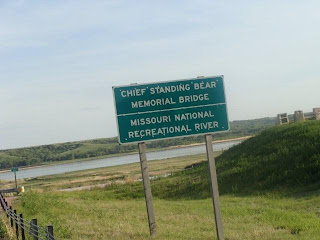 CHIEF STANDING BEAR
MEMORIAL BRIDGE
MISSOURI NATIONAL
RECREATIONAL RIVER